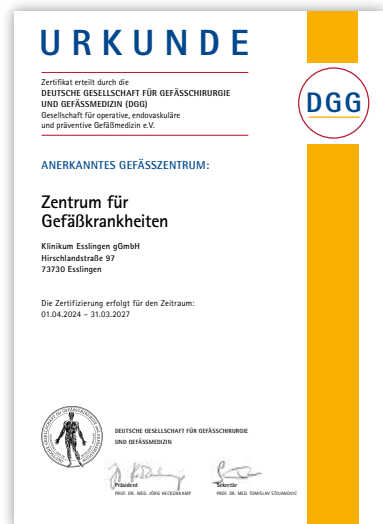 URKUNDE
Zertifikat erteilt durch die
DEUTSCHE GESELLSCHAFT FÜR GEFÄSSCHIRURGIE
UND GEFÄSSMEDIZIN (DGG)
Gesellschaft für operative, endovaskuläre
und präventive Gefäßmedizin e.V.
DGG
ANERKANNTES GEFÄSSZENTRUM:
Zentrum für
Gefäßkrankheiten
Klinikum Esslingen gGmbH
Hirschlandstraße 97
73730 Esslingen
Die Zertifizierung erfolgt für den Zeitraum:
01.04.2024 – 31.03.2027
DEUTSCHE GESELLSCHAFT FÜR GEFÄSSCHIRURGIE
UND GEFÄSSMEDIZIN
Präsident
PROF. DR. MED. JÖRG HECKENKAMP
Sekretär
PROF. DR. MED. TOMISLAV STOJANOVIC